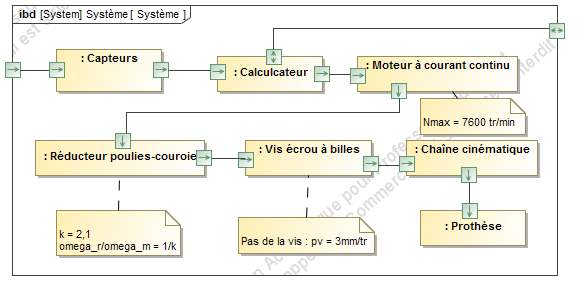 ibd [System] Système [ Système ]
: Capteurs
: Calculcateur
: Moteur à courant continu
Nmax = 7600 tr/min
: Réducteur poulies-courroie
: Vis écrou à billes
: Chaîne cinématique
k = 2,1
omega_r/omega_m = 1/k
Pas de la vis : pv = 3mm/tr
: Prothèse